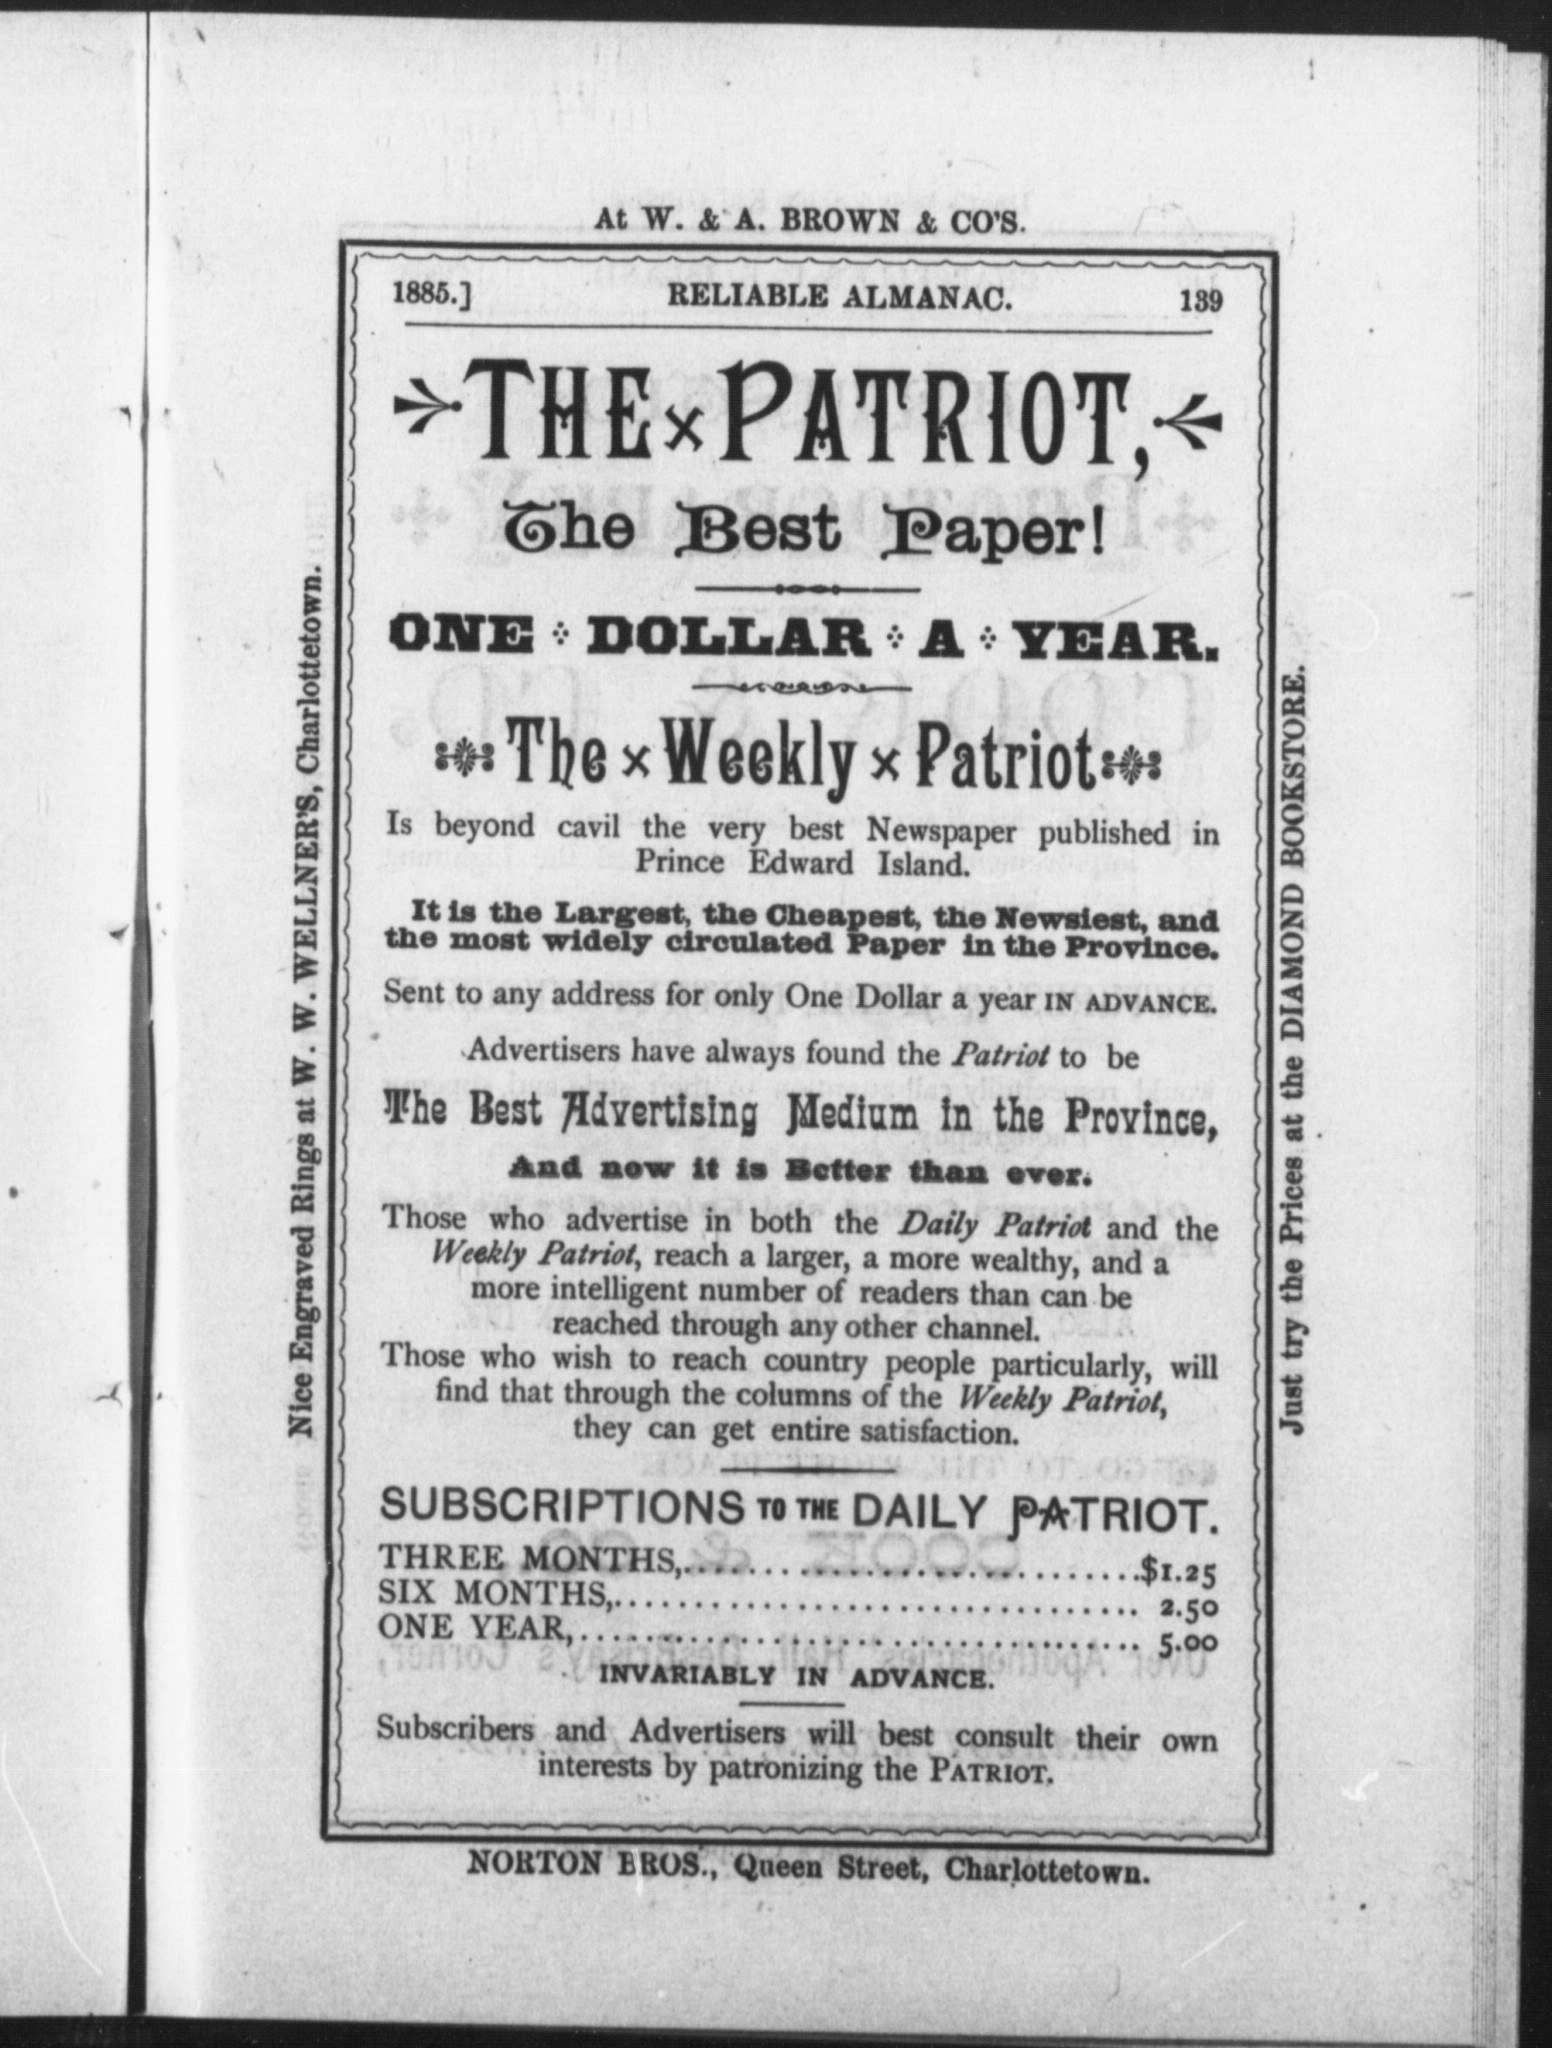 At W. & A. BROWN & CO'S.
1885.] RELIABLE ALMANAC. 139
THE PATRIOT,
The Best Paper!
ONE DOLLAR A YEAR.
The Weekly Patriot
Is beyond cavil the very best Newspaper published in
Prince Edward Island.
It is the Largest, the Cheapest, the Newsiest, and
the most widely circulated Paper in the Province.
Sent to any address for only One Dollar a year IN ADVANCE.
Advertisers have always found the Patriot to be
The Best Advertising Medium in the Province,
And now it is Better than ever.
Those who advertise in both the Daily Patriot and the
Weekly Patriot, reach a larger, a more wealthy, and a
more intelligent number of readers than can be
reached through any other channel.
Those who wish to reach country people particularly, will
find that through the columns of the Weekly Patriot,
they can get entire satisfaction.
SUBSCRIPTIONS TO THE DAILY PATRIOT.
THREE MONTHS,..............................$1.25
SIX MONTHS,.................................. 2.50
ONE YEAR,..................................... 5.00
INVARIABLY IN ADVANCE.
Subscribers and Advertisers will best consult their own
interests by patronizing the PATRIOT.
NORTON BROS., Queen Street, Charlottetown.
Nice Engraved Rings at W. W. WELLNER'S, Charlottetown.
Just try the Prices at the DIAMOND BOOKSTORE.